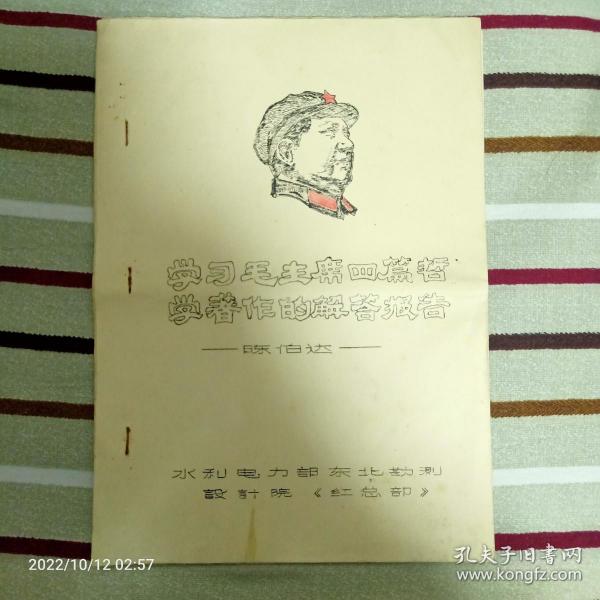 学习毛主席四篇哲
学著作的解答报告
——陈伯达——
水利电力部东北勘测
設計院《红总部》
2022/10/12 02:57
孔夫子旧书网
www.kongfz.com